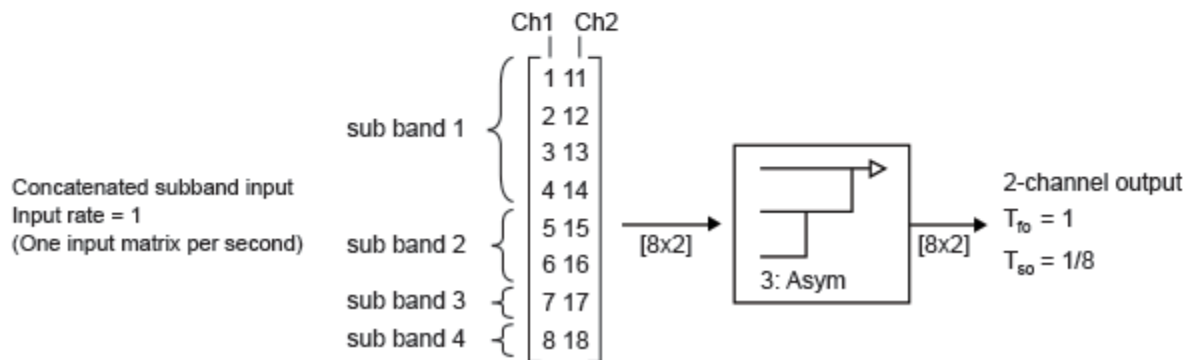 Ch1 Ch2
1 11
2 12
3 13
4 14
5 15
6 16
7 17
8 18
sub band 1
sub band 2
sub band 3
sub band 4
Concatenated subband input
Input rate = 1
(One input matrix per second)
[8x2]
3: Asym
[8x2]
2-channel output
Tfo = 1
Tso = 1/8